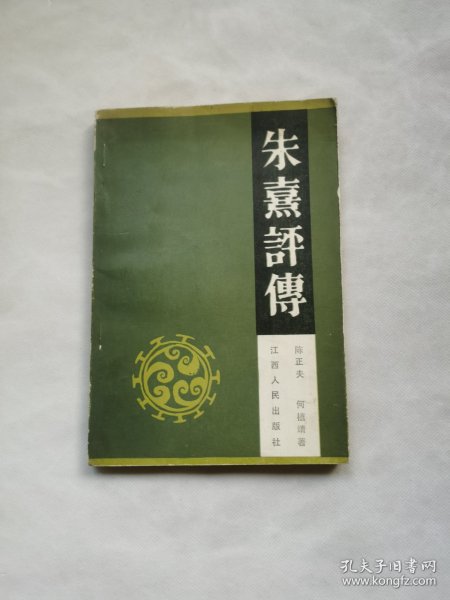 朱熹評傳
陈正夫 何植靖著
江西人民出版社
孔夫子旧书网
www.kongfz.com